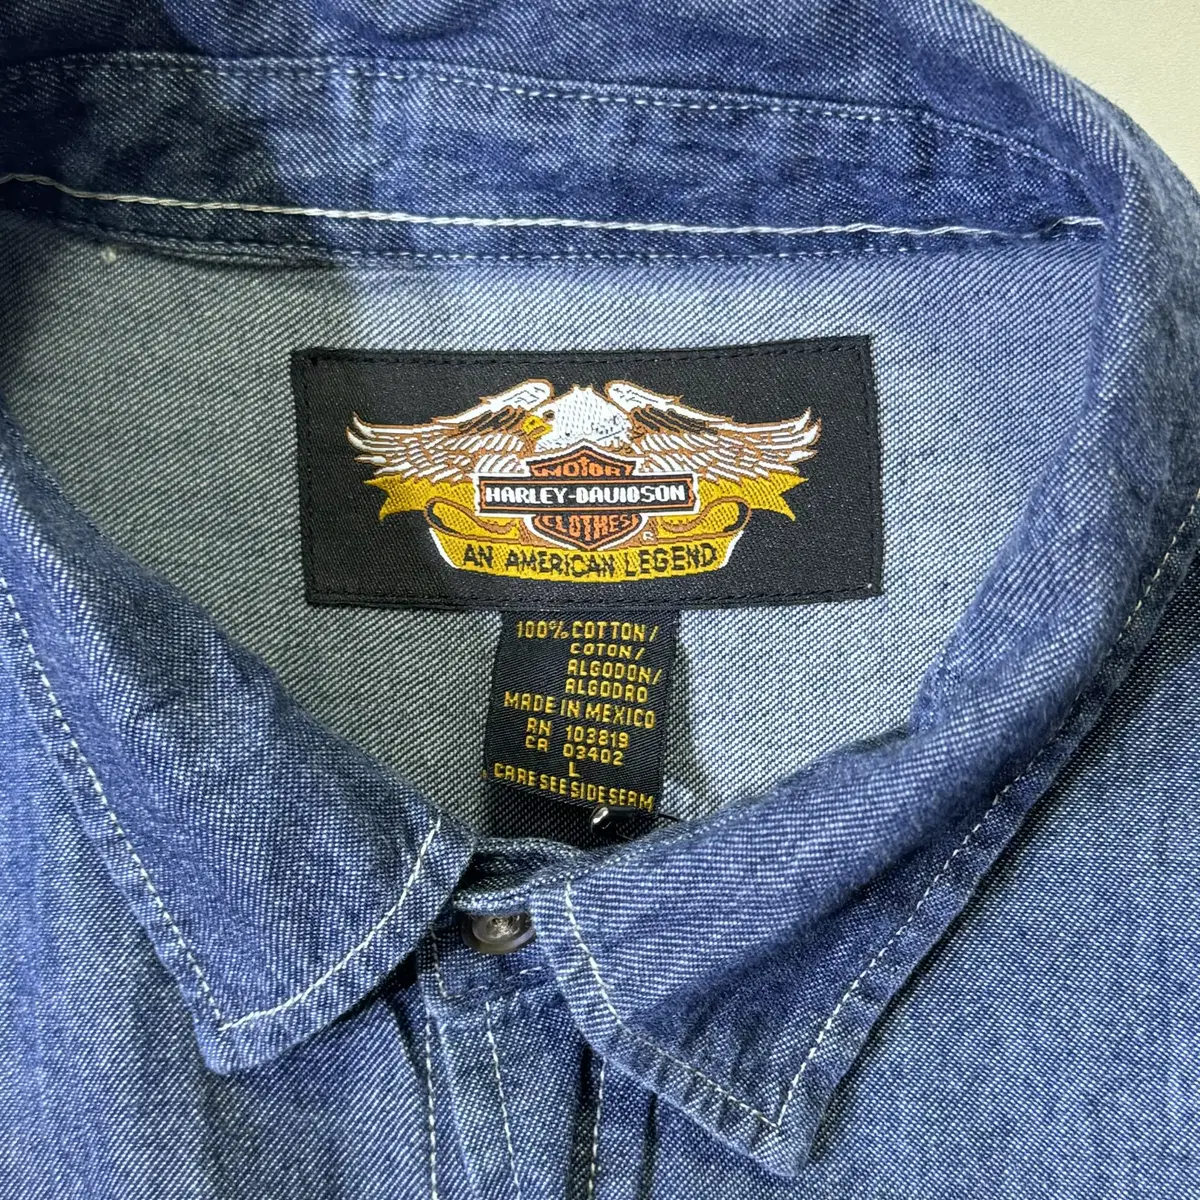 MOTOR
HARLEY-DAVIDSON
CLOTHES
®
AN AMERICAN LEGEND
100% COTTON/
COTON/
ALGODON/
ALGODAO
MADE IN MEXICO
RN 103819
CA 03402
L
CARE SEE SIDE SEAM